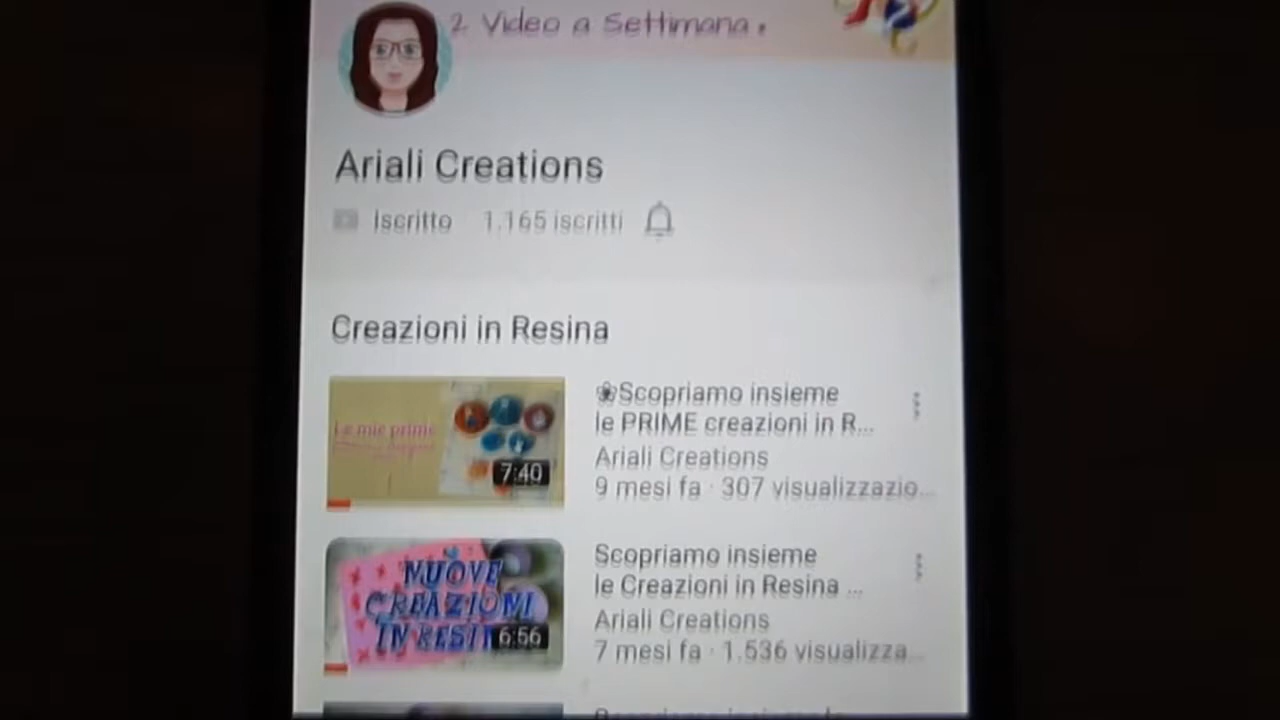 2 Video a Settimana.
Ariali Creations
Iscritto 1.165 iscritti
Creazioni in Resina
Le mie prime
7:40
❀Scopriamo insieme
le PRIME creazioni in R...
Ariali Creations
9 mesi fa · 307 visualizzazio...
NUOVE
CREAZIONI
IN RESI
6:56
Scopriamo insieme
le Creazioni in Resina ...
Ariali Creations
7 mesi fa · 1.536 visualizza...